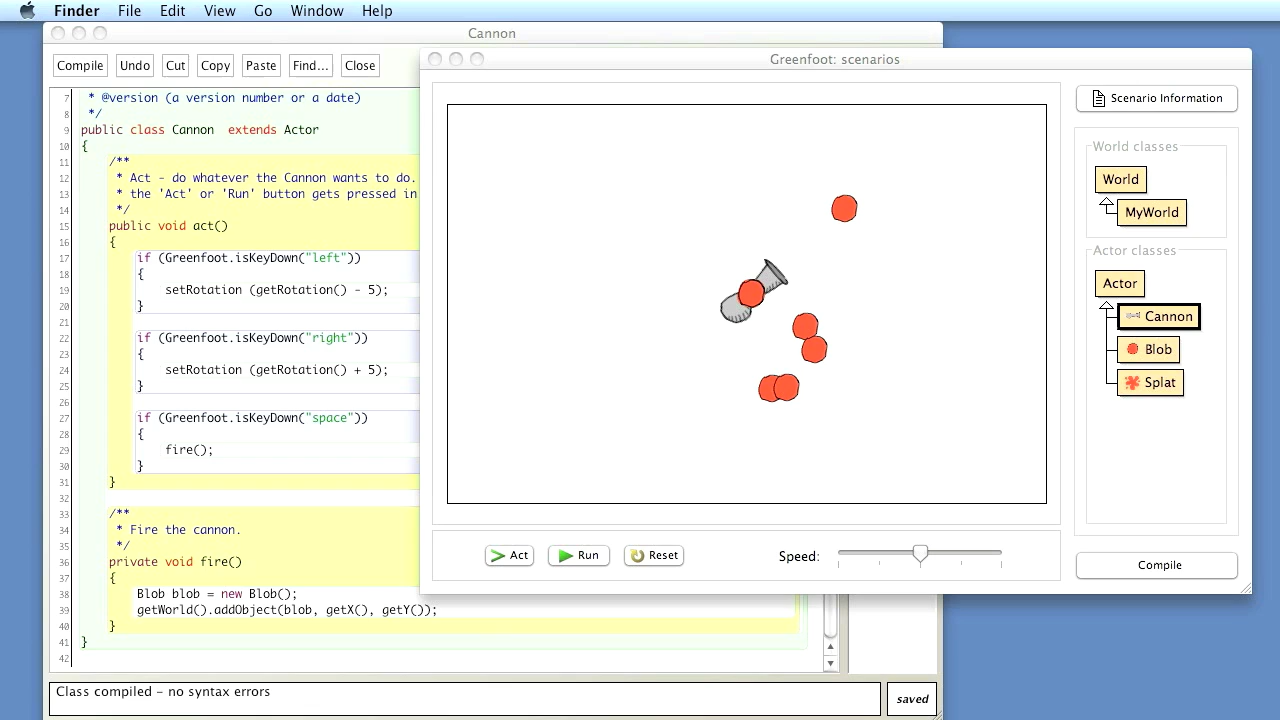 Finder File Edit View Go Window Help
Cannon
Compile Undo Cut Copy Paste Find... Close
7 * @version (a version number or a date)
8 */
9 public class Cannon extends Actor
10 {
11 /**
12 * Act - do whatever the Cannon wants to do.
13 * the 'Act' or 'Run' button gets pressed in
14 */
15 public void act()
16 {
17 if (Greenfoot.isKeyDown("left"))
18 {
19 setRotation (getRotation() - 5);
20 }
21
22 if (Greenfoot.isKeyDown("right"))
23 {
24 setRotation (getRotation() + 5);
25 }
26
27 if (Greenfoot.isKeyDown("space"))
28 {
29 fire();
30 }
31 }
32
33 /**
34 * Fire the cannon.
35 */
36 private void fire()
37 {
38 Blob blob = new Blob();
39 getWorld().addObject(blob, getX(), getY());
40 }
41 }
42
Class compiled - no syntax errors
saved
Greenfoot: scenarios
Act Run Reset Speed:
Scenario Information
World classes
World
MyWorld
Actor classes
Actor
Cannon
Blob
Splat
Compile